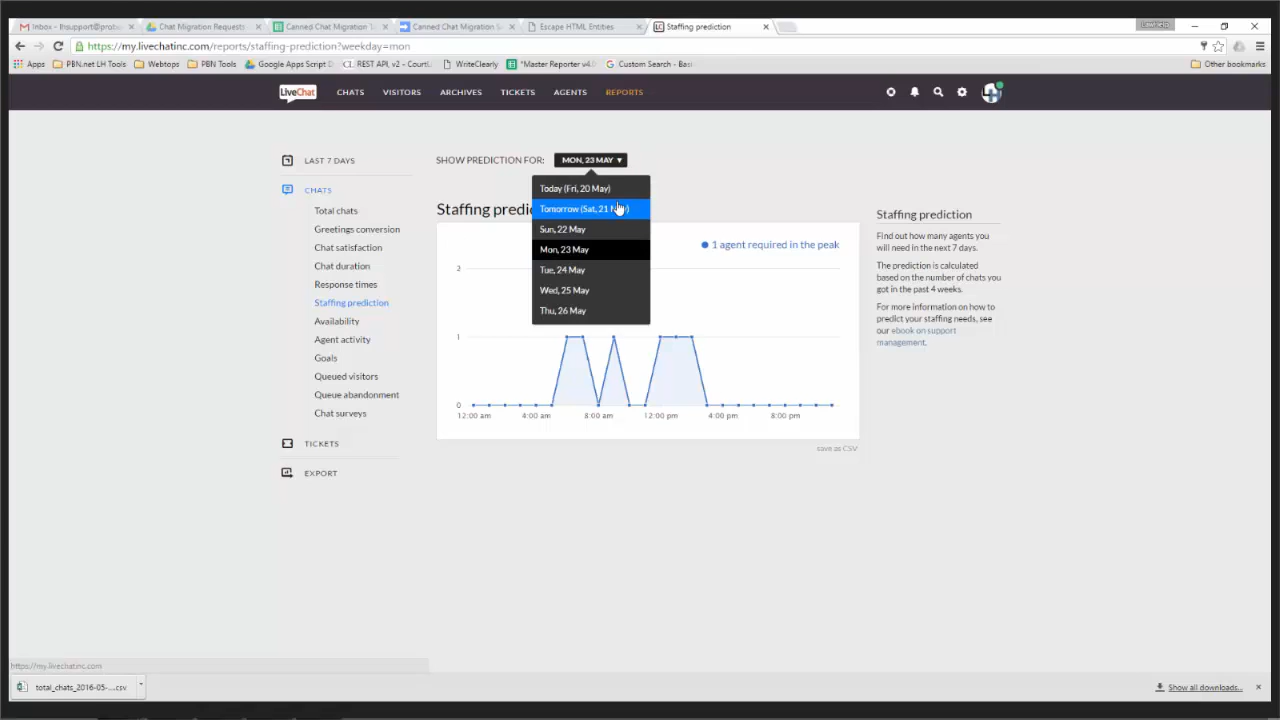 Inbox - lhsupport@prob
Chat Migration Requests
Canned Chat Migration T
Canned Chat Migration S
Escape HTML Entities
Staffing prediction
https://my.livechatinc.com/reports/staffing-prediction?weekday=mon
Apps
PBN.net LH Tools
Webtops
PBN Tools
Google Apps Script D
REST API, v2 - CourtL
WriteClearly
*Master Reporter v4.0
Custom Search - Basi
Other bookmarks
LiveChat
CHATS
VISITORS
ARCHIVES
TICKETS
AGENTS
REPORTS
LAST 7 DAYS
CHATS
Total chats
Greetings conversion
Chat satisfaction
Chat duration
Response times
Staffing prediction
Availability
Agent activity
Goals
Queued visitors
Queue abandonment
Chat surveys
TICKETS
EXPORT
SHOW PREDICTION FOR:
MON, 23 MAY ▼
Today (Fri, 20 May)
Tomorrow (Sat, 21 May)
Sun, 22 May
Mon, 23 May
Tue, 24 May
Wed, 25 May
Thu, 26 May
Staffing predi
1 agent required in the peak
2
1
0
12:00 am
4:00 am
8:00 am
12:00 pm
4:00 pm
8:00 pm
save as CSV
Staffing prediction
Find out how many agents you
will need in the next 7 days.
The prediction is calculated
based on the number of chats you
got in the past 4 weeks.
For more information on how to
predict your staffing needs, see
our ebook on support
management.
https://my.livechatinc.com
total_chats_2016-05-....csv
Show all downloads...